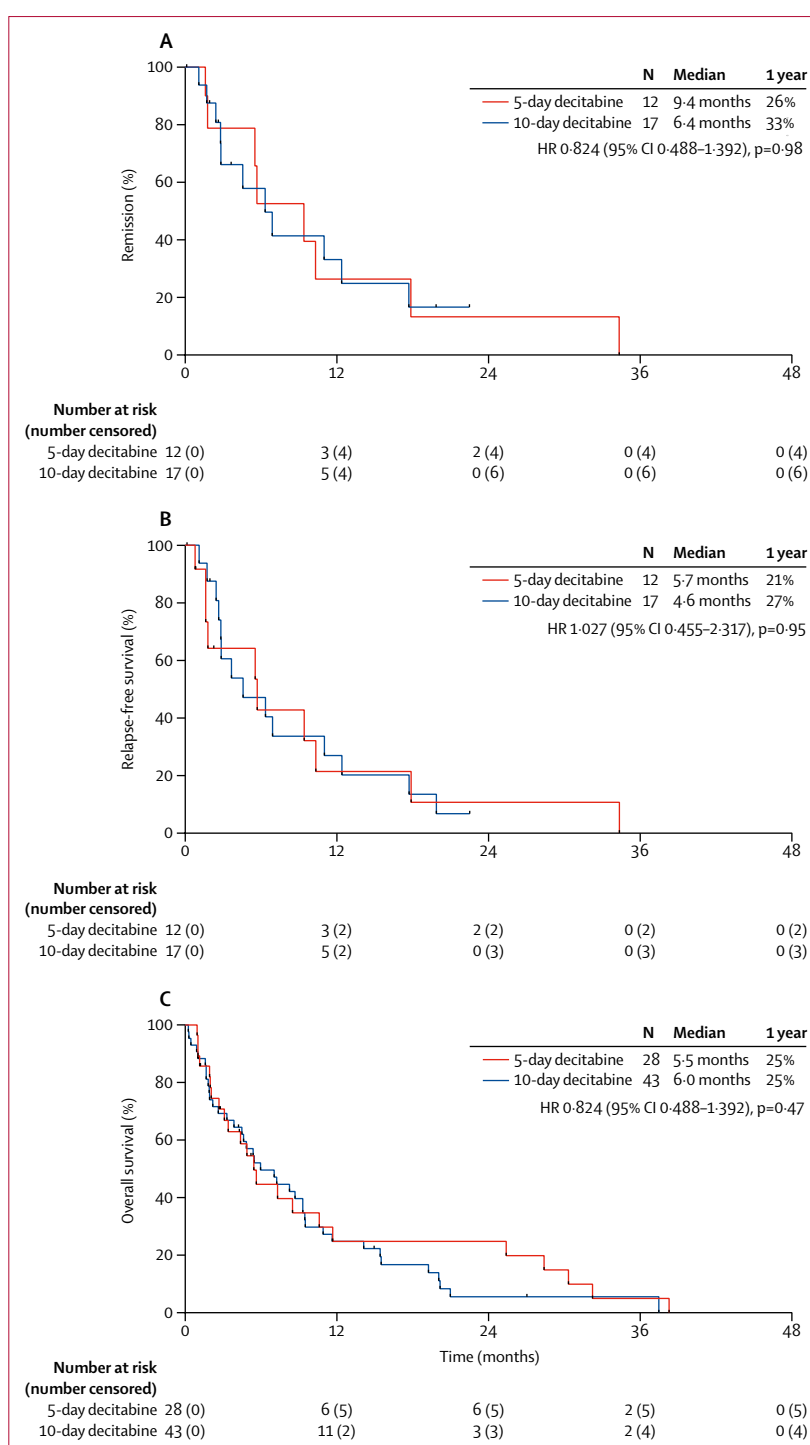 A
100
80
60
40
20
0
Remission (%)
N Median 1 year
5-day decitabine 12 9·4 months 26%
10-day decitabine 17 6·4 months 33%
HR 0·824 (95% CI 0·488–1·392), p=0·98
0 12 24 36 48
Number at risk
(number censored)
5-day decitabine 12 (0) 3 (4) 2 (4) 0 (4) 0 (4)
10-day decitabine 17 (0) 5 (4) 0 (6) 0 (6) 0 (6)
B
100
80
60
40
20
0
Relapse-free survival (%)
N Median 1 year
5-day decitabine 12 5·7 months 21%
10-day decitabine 17 4·6 months 27%
HR 1·027 (95% CI 0·455–2·317), p=0·95
0 12 24 36 48
Number at risk
(number censored)
5-day decitabine 12 (0) 3 (2) 2 (2) 0 (2) 0 (2)
10-day decitabine 17 (0) 5 (2) 0 (3) 0 (3) 0 (3)
C
100
80
60
40
20
0
Overall survival (%)
N Median 1 year
5-day decitabine 28 5·5 months 25%
10-day decitabine 43 6·0 months 25%
HR 0·824 (95% CI 0·488–1·392), p=0·47
0 12 24 36 48
Time (months)
Number at risk
(number censored)
5-day decitabine 28 (0) 6 (5) 6 (5) 2 (5) 0 (5)
10-day decitabine 43 (0) 11 (2) 3 (3) 2 (4) 0 (4)